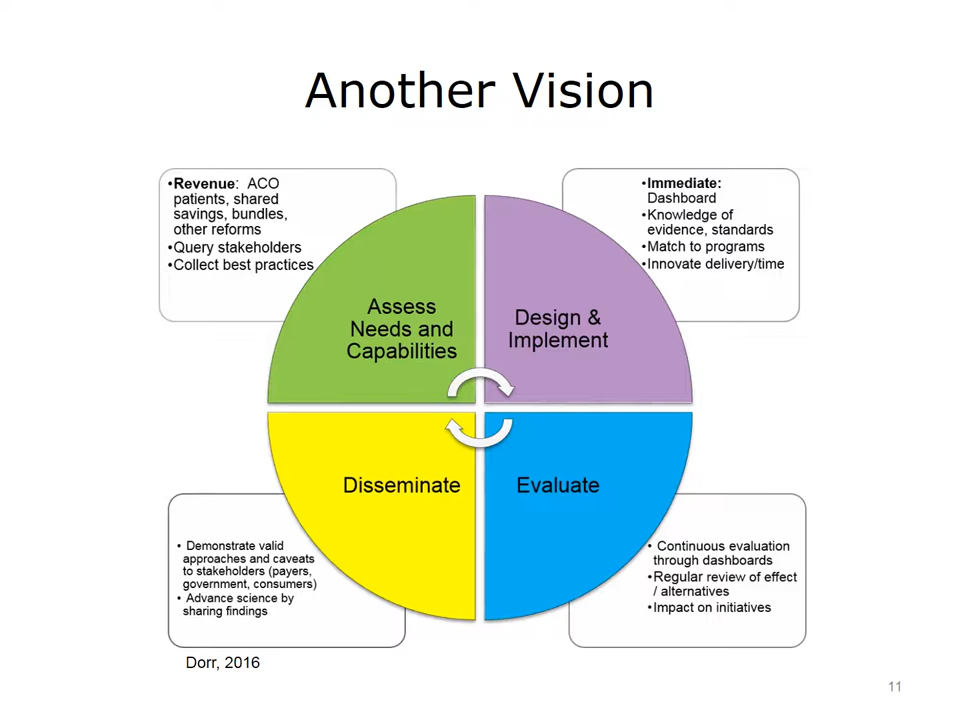 Another Vision
•Revenue: ACO
patients, shared
savings, bundles,
other reforms
•Query stakeholders
•Collect best practices
•Immediate:
Dashboard
•Knowledge of
evidence, standards
•Match to programs
•Innovate delivery/time
Assess
Needs and
Capabilities
Design &
Implement
Disseminate
Evaluate
• Demonstrate valid
approaches and caveats
to stakeholders (payers,
government, consumers)
• Advance science by
sharing findings
• Continuous evaluation
through dashboards
•Regular review of effect
/ alternatives
•Impact on initiatives
Dorr, 2016
11